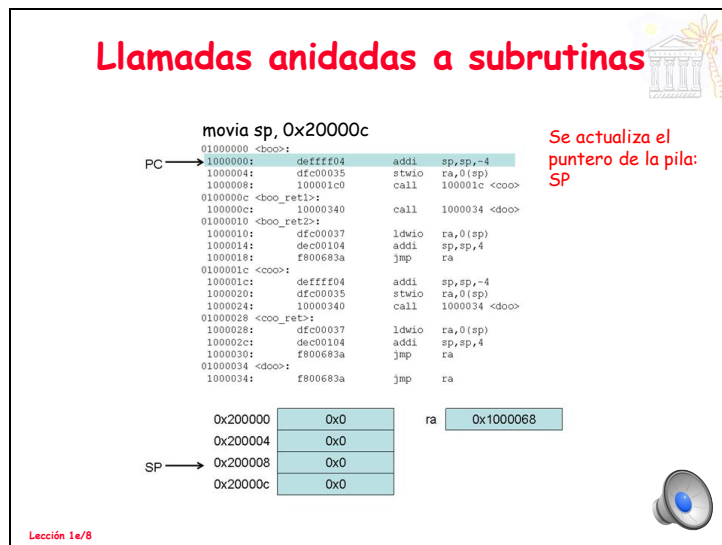 Llamadas anidadas a subrutinas
movia sp, 0x20000c
Se actualiza el
puntero de la pila:
SP
01000000 <boo>:
PC 1000000: deffff04 addi sp,sp,-4
1000004: dfc00035 stwio ra,0(sp)
1000008: 100001c0 call 100001c <coo>
0100000c <boo_ret1>:
100000c: 10000340 call 1000034 <doo>
01000010 <boo_ret2>:
1000010: dfc00037 ldwio ra,0(sp)
1000014: dec00104 addi sp,sp,4
1000018: f800683a jmp ra
0100001c <coo>:
100001c: deffff04 addi sp,sp,-4
1000020: dfc00035 stwio ra,0(sp)
1000024: 10000340 call 1000034 <doo>
01000028 <coo_ret>:
1000028: dfc00037 ldwio ra,0(sp)
100002c: dec00104 addi sp,sp,4
1000030: f800683a jmp ra
01000034 <doo>:
1000034: f800683a jmp ra
0x200000 0x0 ra 0x1000068
0x200004 0x0
SP 0x200008 0x0
0x20000c 0x0
Lección 1e/8